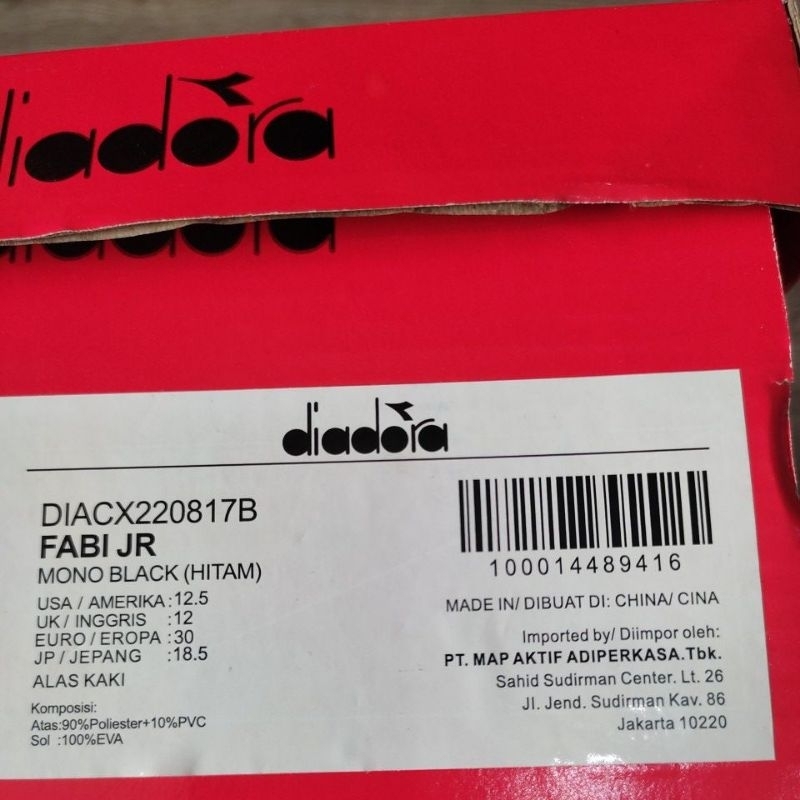 diadora
diadora
diadora
DIACX220817B
FABI JR
MONO BLACK (HITAM)
USA / AMERIKA : 12.5
UK / INGGRIS : 12
EURO / EROPA : 30
JP / JEPANG : 18.5
ALAS KAKI
Komposisi:
Atas:90%Poliester+10%PVC
Sol :100%EVA
100014489416
MADE IN/ DIBUAT DI: CHINA/ CINA
Imported by/ Diimpor oleh:
PT. MAP AKTIF ADIPERKASA.Tbk.
Sahid Sudirman Center. Lt. 26
Jl. Jend. Sudirman Kav. 86
Jakarta 10220